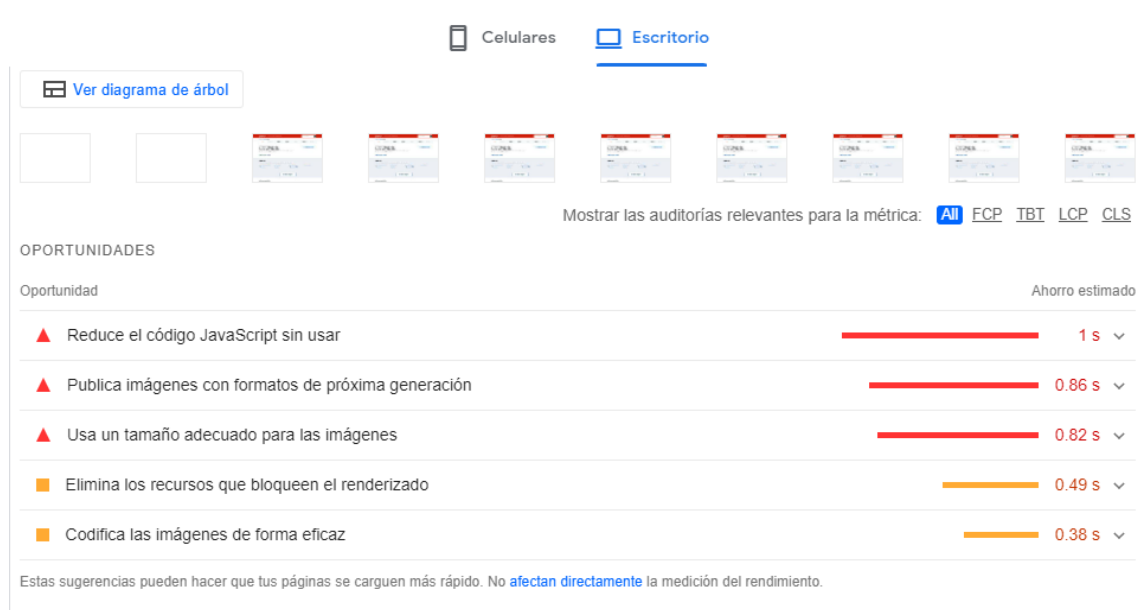 Celulares Escritorio
Ver diagrama de árbol
Mostrar las auditorías relevantes para la métrica: All FCP TBT LCP CLS
OPORTUNIDADES
Oportunidad Ahorro estimado
Reduce el código JavaScript sin usar 1 s
Publica imágenes con formatos de próxima generación 0.86 s
Usa un tamaño adecuado para las imágenes 0.82 s
Elimina los recursos que bloqueen el renderizado 0.49 s
Codifica las imágenes de forma eficaz 0.38 s
Estas sugerencias pueden hacer que tus páginas se carguen más rápido. No afectan directamente la medición del rendimiento.